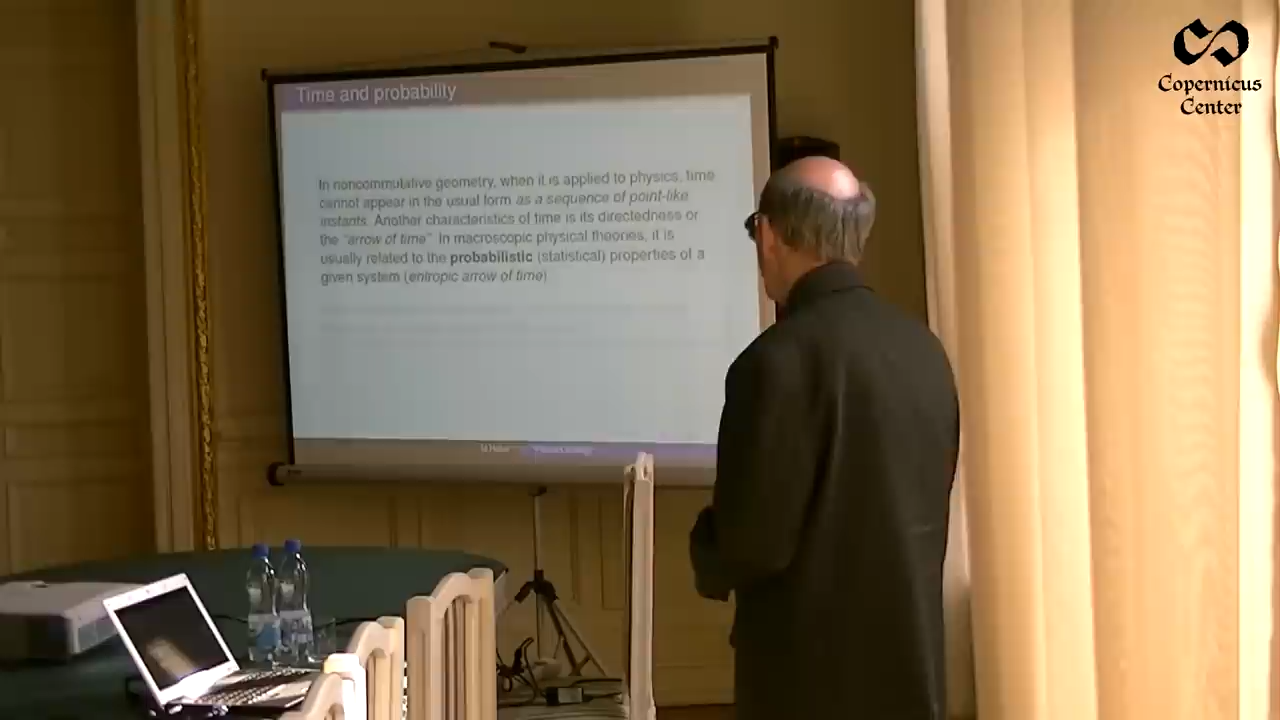 Copernicus
Center
Time and probability
In noncommutative geometry, when it is applied to physics, time
cannot appear in the usual form as a sequence of point-like
instants. Another characteristics of time is its directedness or
the "arrow of time". In macroscopic physical theories, it is
usually related to the probabilistic (statistical) properties of a
given system (entropic arrow of time)